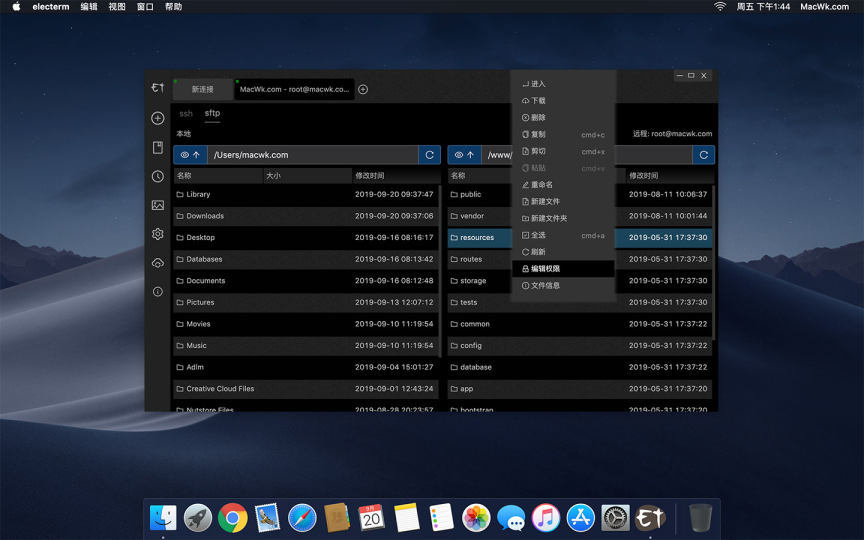 electerm 编辑 视图 窗口 帮助
周五 下午1:44 MacWk.com
新连接
MacWk.com - root@macwk.co...
ssh sftp
本地
远程: root@macwk.com
/Users/macwk.com
/www/
名称 大小 修改时间
Library 2019-09-20 09:37:47
Downloads 2019-09-20 09:37:06
Desktop 2019-09-16 08:16:17
Databases 2019-09-16 08:13:42
Documents 2019-09-16 08:12:48
Pictures 2019-09-13 12:07:12
Movies 2019-09-10 11:19:54
Music 2019-09-10 11:19:54
Adlm 2019-09-04 15:01:27
Creative Cloud Files 2019-09-01 12:43:24
Nutstore Files 2019-08-28 20:23:57
名称 修改时间
public 2019-08-11 10:06:37
vendor 2019-08-11 10:01:44
resources 2019-05-31 17:37:30
routes 2019-05-31 17:37:30
storage 2019-05-31 17:37:30
tests 2019-05-31 17:37:30
common 2019-05-31 17:37:22
config 2019-05-31 17:37:22
database 2019-05-31 17:37:22
app 2019-05-31 17:37:20
bootstrap 2019-05-31 17:37:20
进入
下载
删除
复制 cmd+c
剪切 cmd+x
粘贴 cmd+v
重命名
新建文件
新建文件夹
全选 cmd+a
刷新
编辑权限
文件信息
9月
20